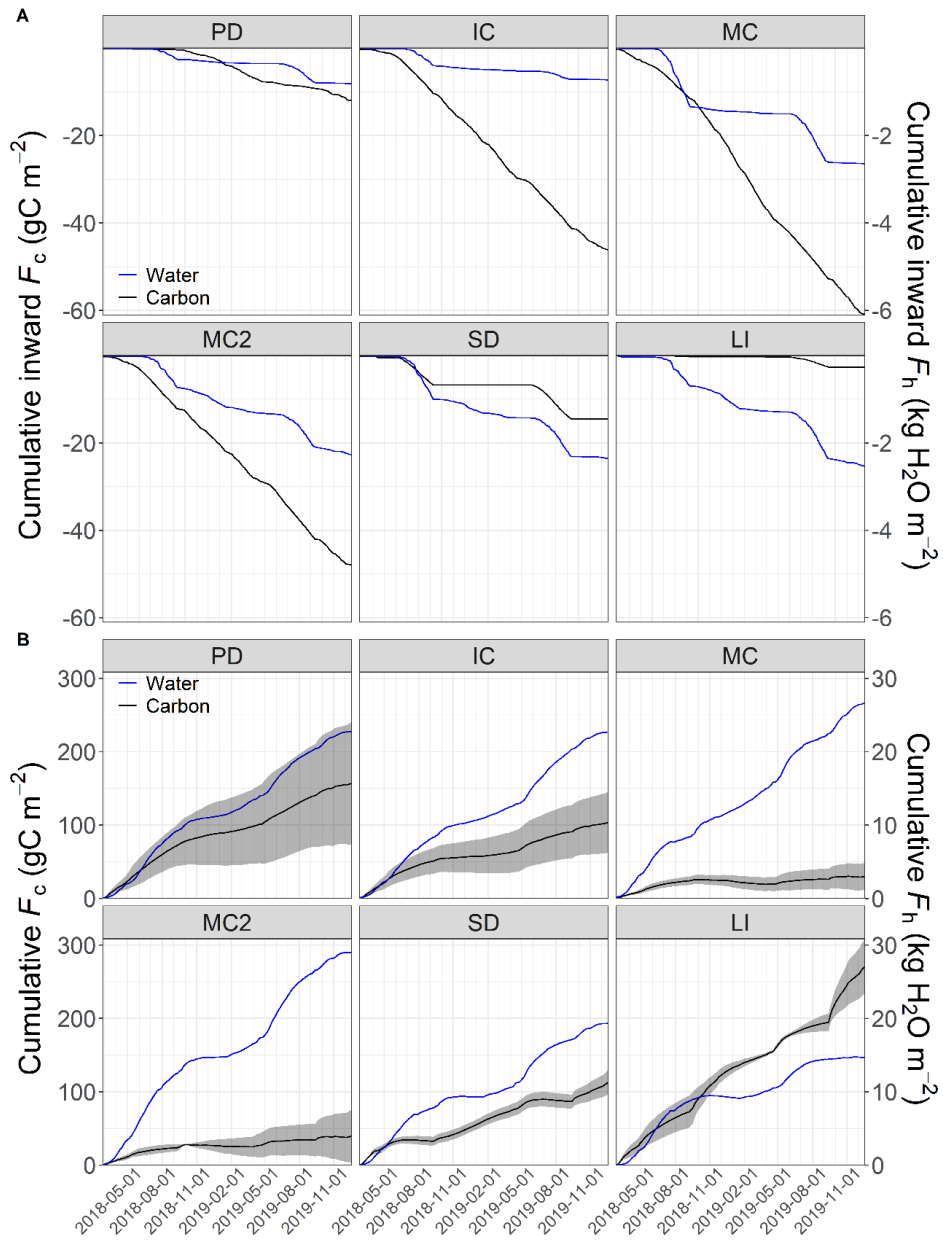 A
PD
IC
MC
Cumulative inward Fc (gC m−2)
-20
-40
-60
Water
Carbon
-2
-4
-6
MC2
SD
LI
0
-20
-40
-60
0
-2
-4
-6
Cumulative inward Fh (kg H2O m−2)
B
PD
IC
MC
Cumulative Fc (gC m−2)
300
200
100
0
Water
Carbon
30
20
10
0
MC2
SD
LI
300
200
100
0
30
20
10
0
Cumulative Fh (kg H2O m−2)
2018-05-01
2018-08-01
2018-11-01
2019-02-01
2019-05-01
2019-08-01
2019-11-01
2018-05-01
2018-08-01
2018-11-01
2019-02-01
2019-05-01
2019-08-01
2019-11-01
2018-05-01
2018-08-01
2018-11-01
2019-02-01
2019-05-01
2019-08-01
2019-11-01